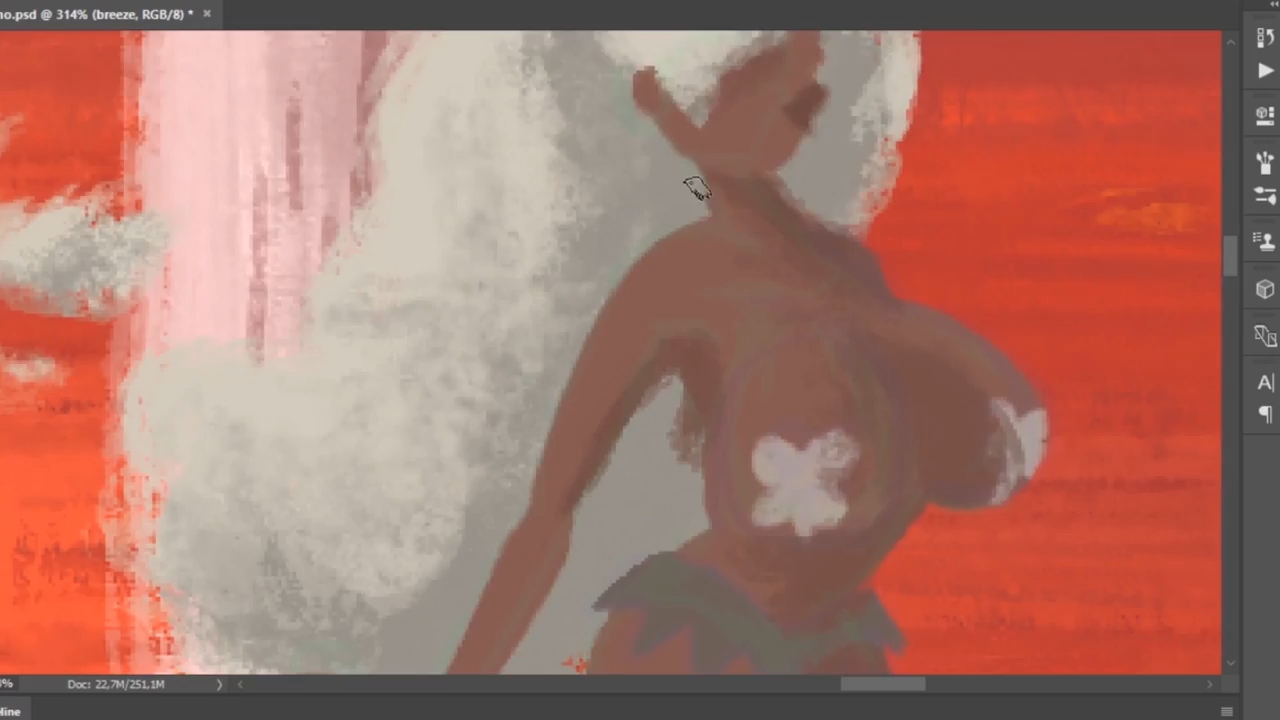 no.psd @ 314% (breeze, RGB/8) *
%
Doc: 22,7M/251,1M
line